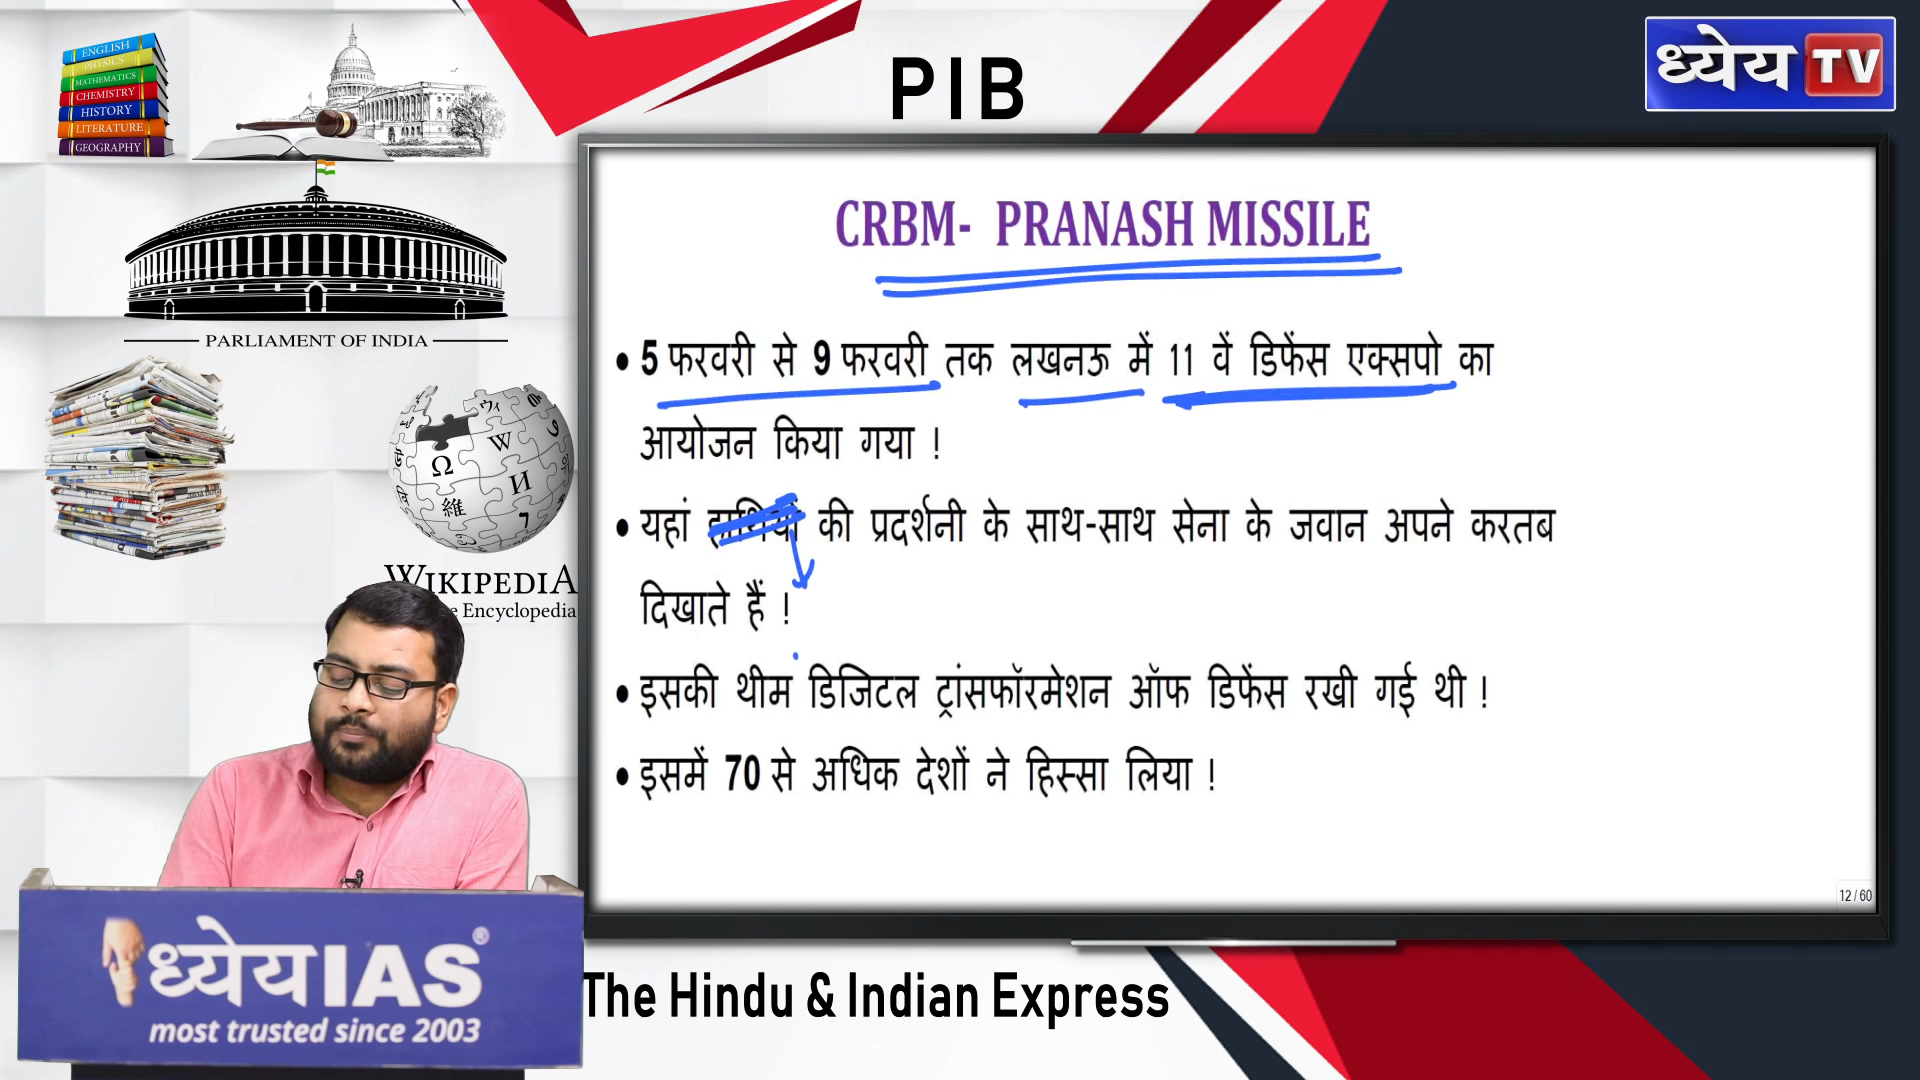 ENGLISH
PHYSICS
MATHEMATICS
CHEMISTRY
HISTORY
LITERATURE
GEOGRAPHY
PIB
ध्येय TV
PARLIAMENT OF INDIA
CRBM- PRANASH MISSILE
• 5 फरवरी से 9 फरवरी तक लखनऊ में 11 वें डिफेंस एक्सपो का
आयोजन किया गया !
• यहां की प्रदर्शनी के साथ-साथ सेना के जवान अपने करतब
दिखाते हैं !
• इसकी थीम डिजिटल ट्रांसफॉरमेशन ऑफ डिफेंस रखी गई थी !
• इसमें 70 से अधिक देशों ने हिस्सा लिया !
12 / 60
Ω
W
И
維
WIKIPEDIA
Encyclopedia
ध्येय IAS®
most trusted since 2003
The Hindu & Indian Express